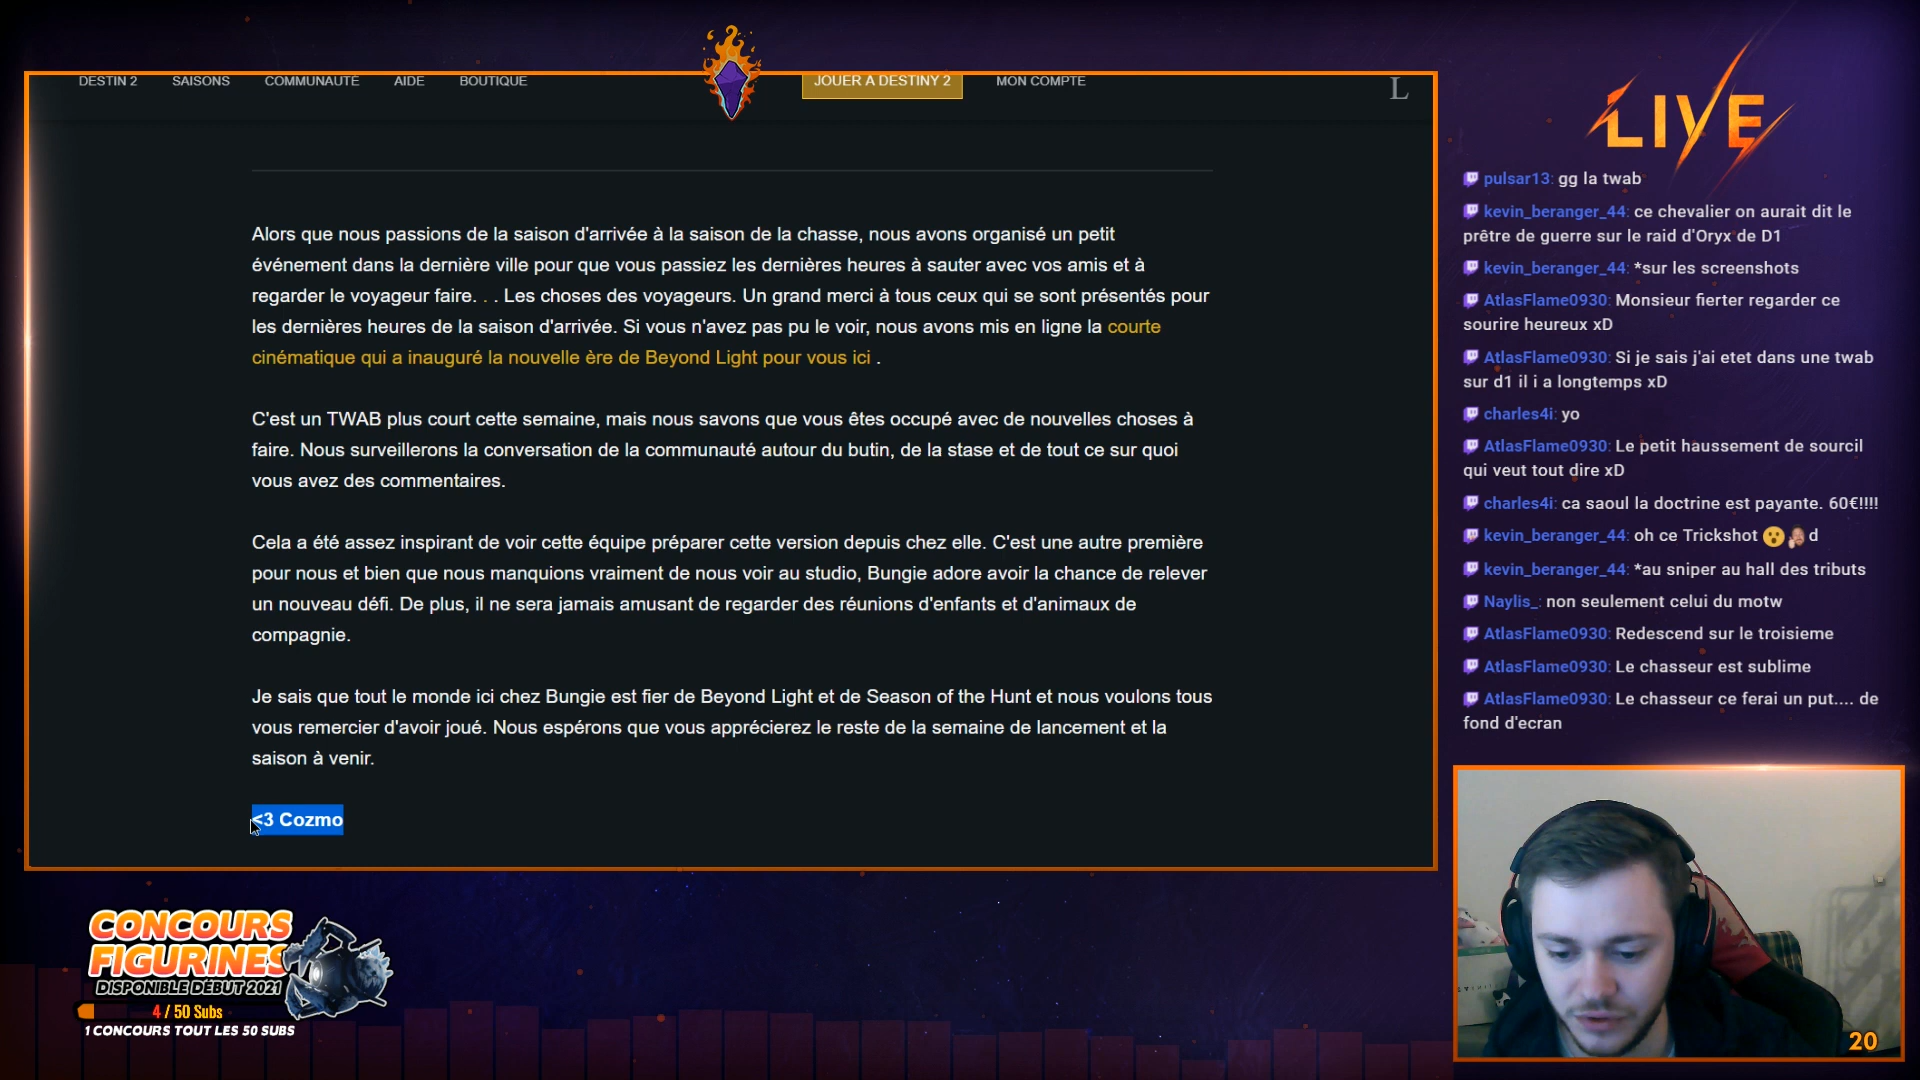 DESTIN 2 SAISONS COMMUNAUTÉ AIDE BOUTIQUE JOUER À DESTINY 2 MON COMPTE L
Alors que nous passions de la saison d'arrivée à la saison de la chasse, nous avons organisé un petit
événement dans la dernière ville pour que vous passiez les dernières heures à sauter avec vos amis et à
regarder le voyageur faire. . . Les choses des voyageurs. Un grand merci à tous ceux qui se sont présentés pour
les dernières heures de la saison d'arrivée. Si vous n'avez pas pu le voir, nous avons mis en ligne la courte
cinématique qui a inauguré la nouvelle ère de Beyond Light pour vous ici .
C'est un TWAB plus court cette semaine, mais nous savons que vous êtes occupé avec de nouvelles choses à
faire. Nous surveillerons la conversation de la communauté autour du butin, de la stase et de tout ce sur quoi
vous avez des commentaires.
Cela a été assez inspirant de voir cette équipe préparer cette version depuis chez elle. C'est une autre première
pour nous et bien que nous manquions vraiment de nous voir au studio, Bungie adore avoir la chance de relever
un nouveau défi. De plus, il ne sera jamais amusant de regarder des réunions d'enfants et d'animaux de
compagnie.
Je sais que tout le monde ici chez Bungie est fier de Beyond Light et de Season of the Hunt et nous voulons tous
vous remercier d'avoir joué. Nous espérons que vous apprécierez le reste de la semaine de lancement et la
saison à venir.
<3 Cozmo
LIVE
pulsar13: gg la twab
kevin_beranger_44: ce chevalier on aurait dit le
prêtre de guerre sur le raid d'Oryx de D1
kevin_beranger_44: *sur les screenshots
AtlasFlame0930: Monsieur fierter regarder ce
sourire heureux xD
AtlasFlame0930: Si je sais j'ai etet dans une twab
sur d1 il i a longtemps xD
charles4i: yo
AtlasFlame0930: Le petit haussement de sourcil
qui veut tout dire xD
charles4i: ca saoul la doctrine est payante. 60€!!!!
kevin_beranger_44: oh ce Trickshot 😮 d
kevin_beranger_44: *au sniper au hall des tributs
Naylis_: non seulement celui du motw
AtlasFlame0930: Redescend sur le troisieme
AtlasFlame0930: Le chasseur est sublime
AtlasFlame0930: Le chasseur ce ferai un put.... de
fond d'ecran
CONCOURS
FIGURINES
DISPONIBLE DÉBUT 2021
4 / 50 Subs
1 CONCOURS TOUT LES 50 SUBS
20